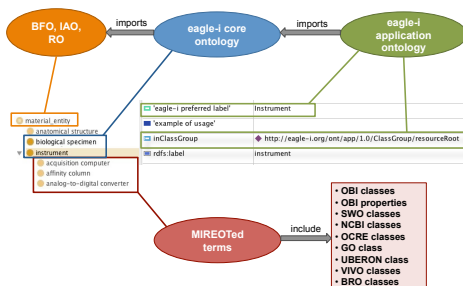 BFO, IAO,
RO
imports
eagle-i core
ontology
imports
eagle-i
application
ontology
material_entity
anatomical structure
biological specimen
instrument
acquisition computer
affinity column
analog-to-digital converter
'eagle-i preferred label' Instrument
'example of usage'
inClassGroup http://eagle-i.org/ont/app/1.0/ClassGroup/resourceRoot
rdfs:label instrument
MIREOTed
terms
include
• OBI classes
• OBI properties
• SWO classes
• NCBI classes
• OCRE classes
• GO class
• UBERON class
• VIVO classes
• BRO classes